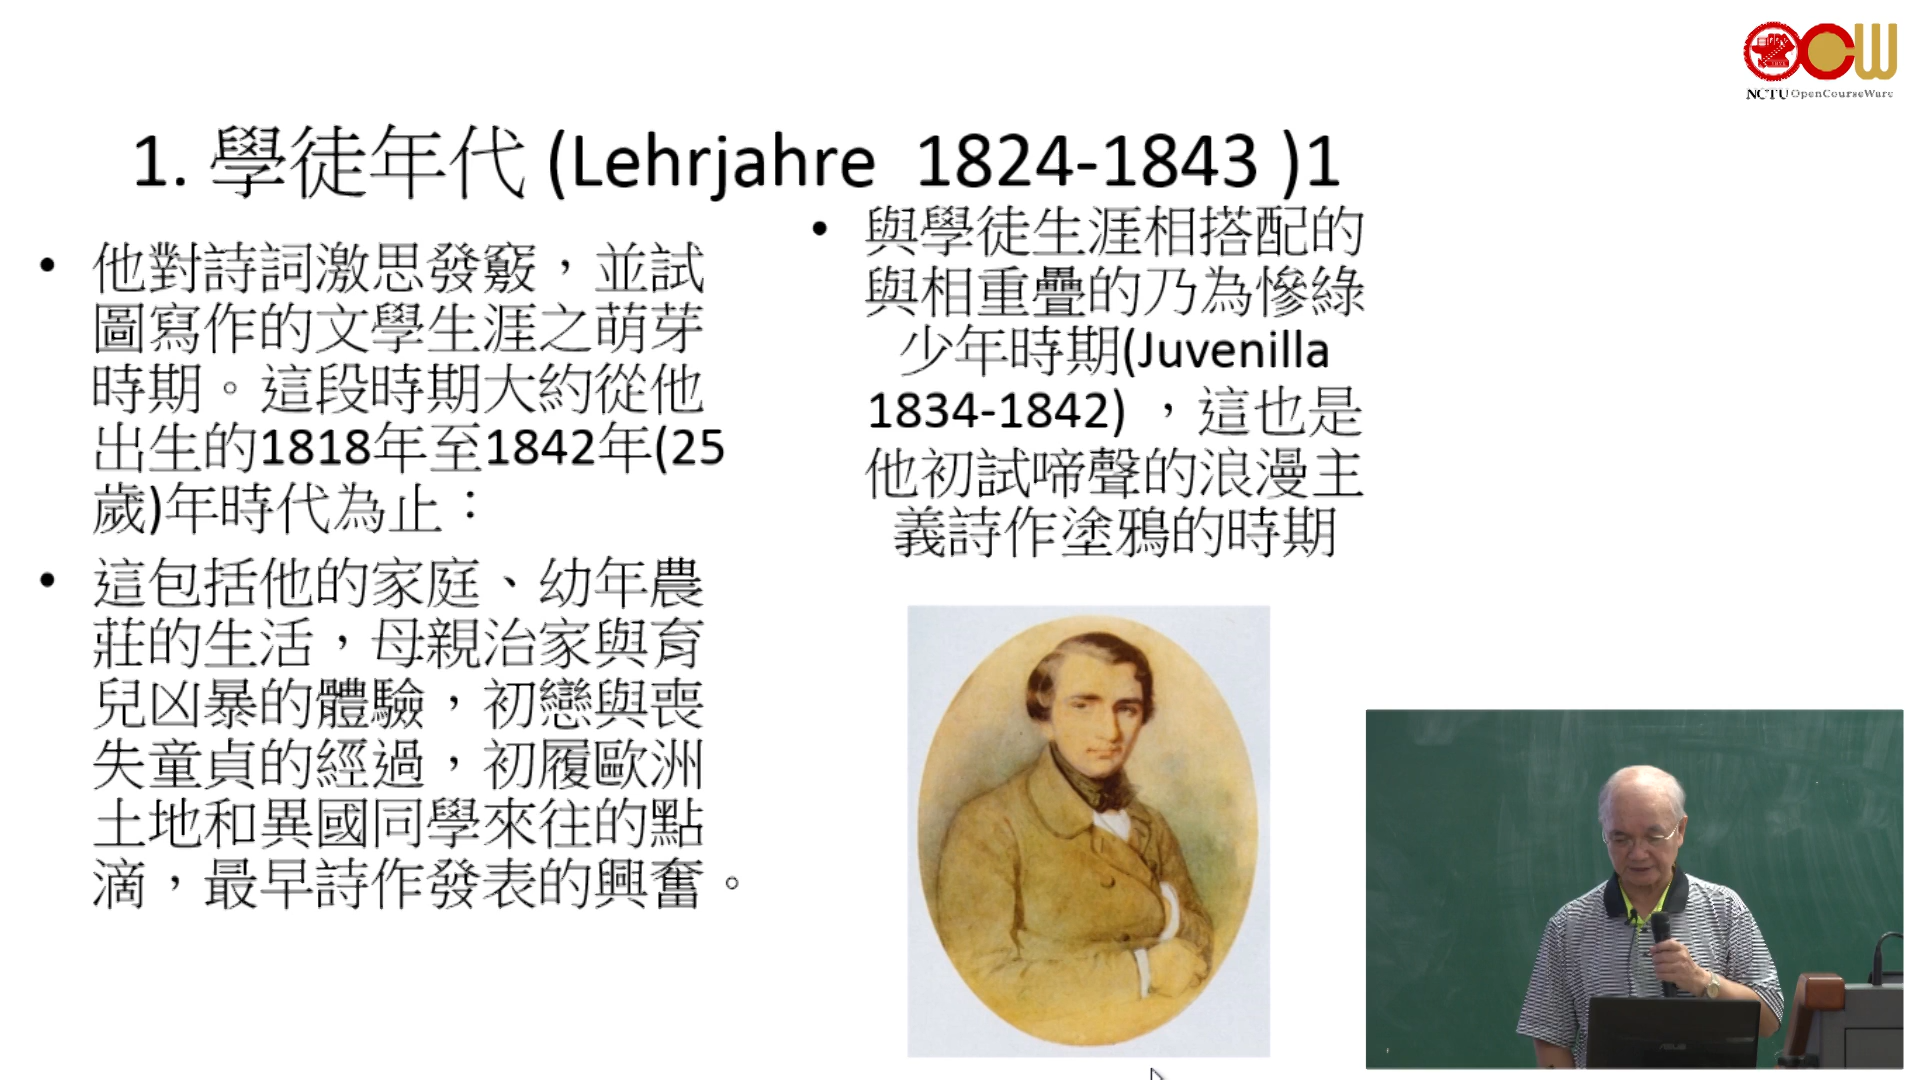 NCTU OpenCourseWare
1. 學徒年代 (Lehrjahre 1824-1843 )1
• 他對詩詞激思發竅，並試
圖寫作的文學生涯之萌芽
時期。這段時期大約從他
出生的1818年至1842年(25
歲)年時代為止：
• 這包括他的家庭、幼年農
莊的生活，母親治家與育
兒凶暴的體驗，初戀與喪
失童貞的經過，初履歐洲
土地和異國同學來往的點
滴，最早詩作發表的興奮。
• 與學徒生涯相搭配的
與相重疊的乃為慘綠
少年時期(Juvenilla
1834-1842) ，這也是
他初試啼聲的浪漫主
義詩作塗鴉的時期
ASUS